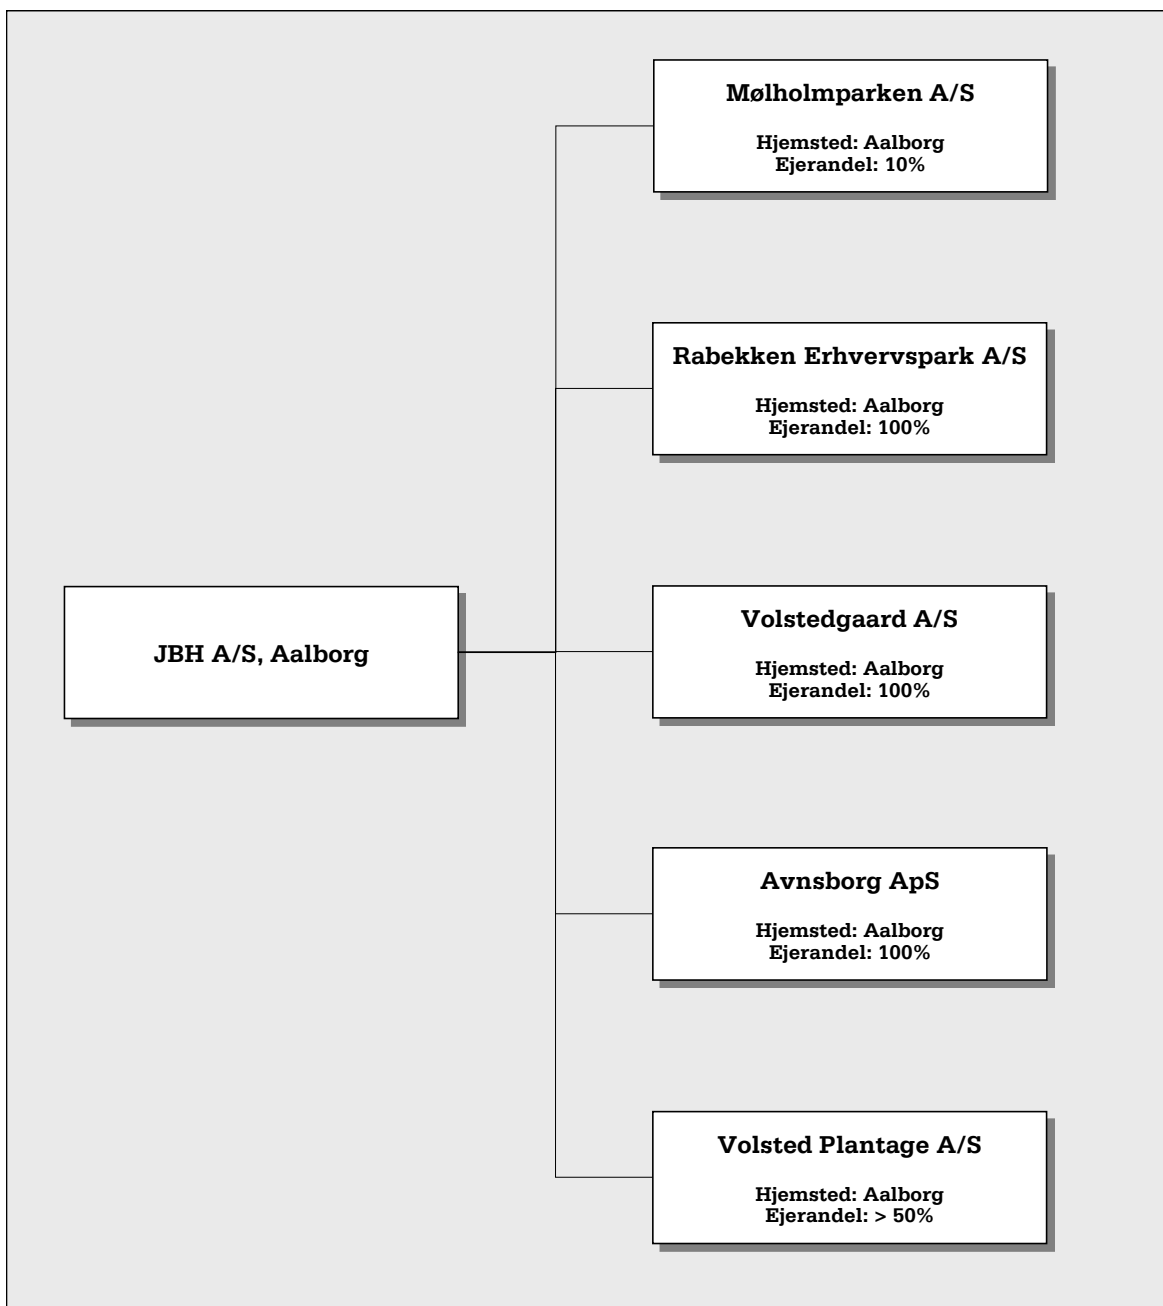 Mølholmparken A/S
Hjemsted: Aalborg
Ejerandel: 10%
Rabekken Erhvervspark A/S
Hjemsted: Aalborg
Ejerandel: 100%
JBH A/S, Aalborg
Volstedgaard A/S
Hjemsted: Aalborg
Ejerandel: 100%
Avnsborg ApS
Hjemsted: Aalborg
Ejerandel: 100%
Volsted Plantage A/S
Hjemsted: Aalborg
Ejerandel: > 50%